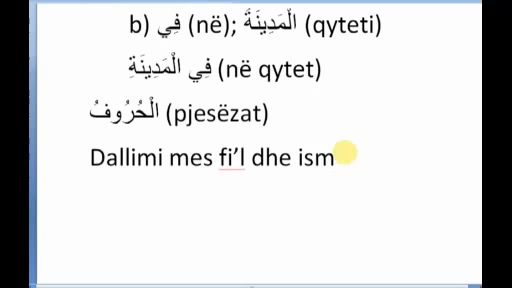 b) فِي (në); الْمَدِينَةُ (qyteti)
فِي الْمَدِينَةِ (në qytet)
الْحُرُوفُ (pjesëzat)
Dallimi mes fi’l dhe ism